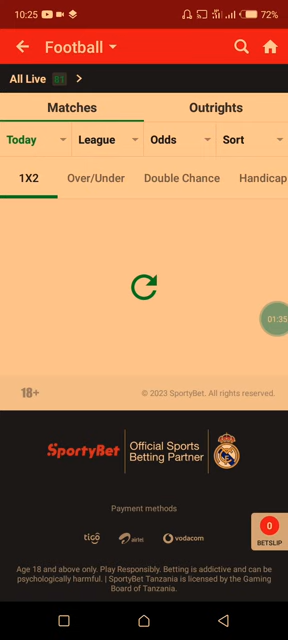 10:25
72%
Football
All Live 81
Matches
Outrights
Today
League
Odds
Sort
1X2
Over/Under
Double Chance
Handicap
01:35
18+
© 2023 SportyBet. All rights reserved.
SportyBet
Official Sports
Betting Partner
Payment methods
tigo
airtel
vodacom
0
BETSLIP
Age 18 and above only. Play Responsibly. Betting is addictive and can be
psychologically harmful. | SportyBet Tanzania is licensed by the Gaming
Board of Tanzania.